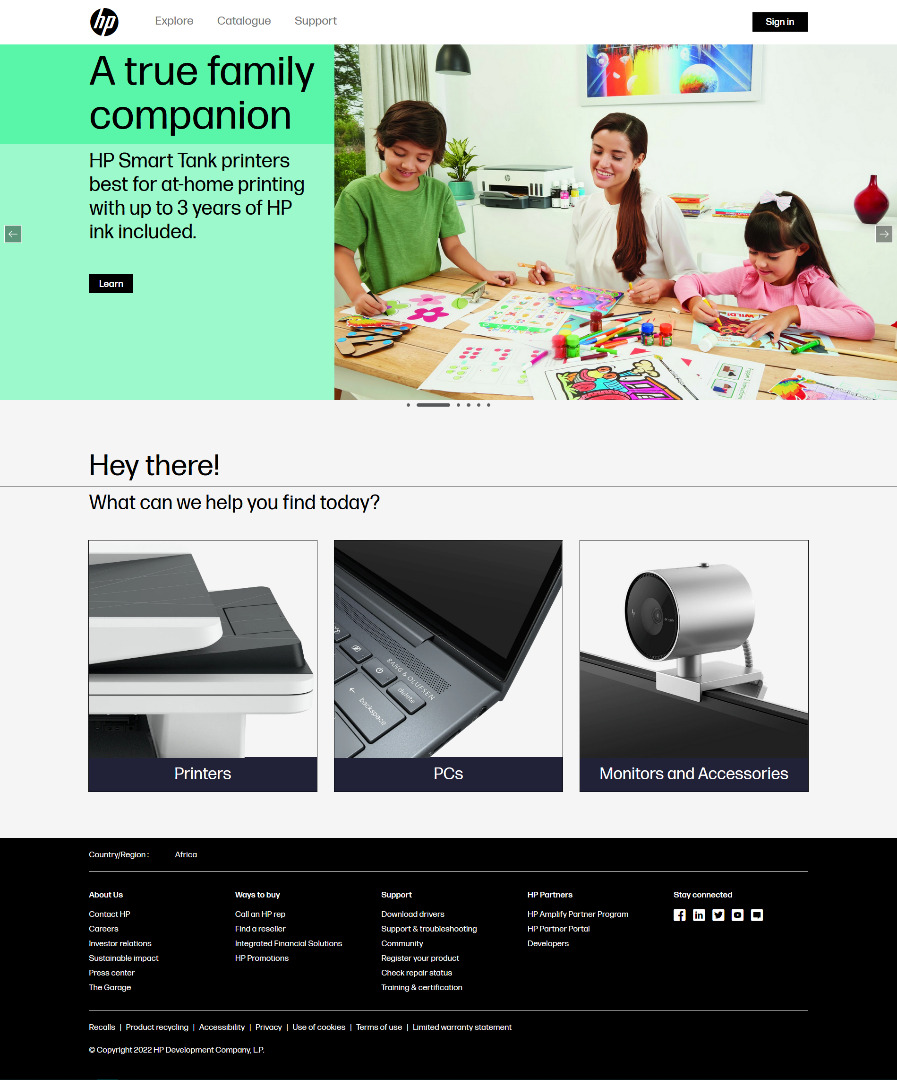 hp
Explore
Catalogue
Support
Sign in
A true family
companion
HP Smart Tank printers
best for at-home printing
with up to 3 years of HP
ink included.
Learn
Hey there!
What can we help you find today?
BANG & OLUFSEN
delete
backspace
Printers
PCs
Monitors and Accessories
Country/Region :
Africa
About Us
Contact HP
Careers
Investor relations
Sustainable impact
Press center
The Garage
Ways to buy
Call an HP rep
Find a reseller
Integrated Financial Solutions
HP Promotions
Support
Download drivers
Support & troubleshooting
Community
Register your product
Check repair status
Training & certification
HP Partners
HP Amplify Partner Program
HP Partner Portal
Developers
Stay connected
Recalls | Product recycling | Accessibility | Privacy | Use of cookies | Terms of use | Limited warranty statement
© Copyright 2022 HP Development Company, L.P.